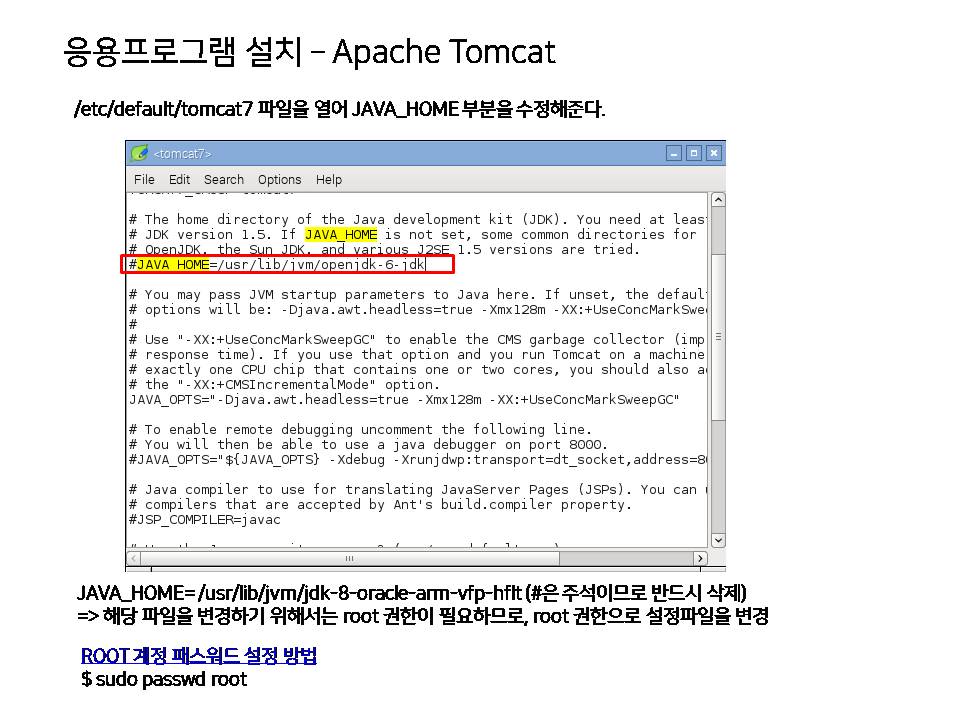 응용프로그램 설치 – Apache Tomcat
/etc/default/tomcat7 파일을 열어 JAVA_HOME 부분을 수정해준다.
<tomcat7>
File Edit Search Options Help
# The home directory of the Java development kit (JDK). You need at leas
# JDK version 1.5. If JAVA_HOME is not set, some common directories for
# OpenJDK, the Sun JDK, and various J2SE 1.5 versions are tried.
#JAVA_HOME=/usr/lib/jvm/openjdk-6-jdk
# You may pass JVM startup parameters to Java here. If unset, the defaul
# options will be: -Djava.awt.headless=true -Xmx128m -XX:+UseConcMarkSwee
#
# Use "-XX:+UseConcMarkSweepGC" to enable the CMS garbage collector (imp
# response time). If you use that option and you run Tomcat on a machine
# exactly one CPU chip that contains one or two cores, you should also a
# the "-XX:+CMSIncrementalMode" option.
JAVA_OPTS="-Djava.awt.headless=true -Xmx128m -XX:+UseConcMarkSweepGC"
# To enable remote debugging uncomment the following line.
# You will then be able to use a java debugger on port 8000.
#JAVA_OPTS="${JAVA_OPTS} -Xdebug -Xrunjdwp:transport=dt_socket,address=8
# Java compiler to use for translating JavaServer Pages (JSPs). You can
# compilers that are accepted by Ant's build.compiler property.
#JSP_COMPILER=javac
JAVA_HOME= /usr/lib/jvm/jdk-8-oracle-arm-vfp-hflt (#은 주석이므로 반드시 삭제)
=> 해당 파일을 변경하기 위해서는 root 권한이 필요하므로, root 권한으로 설정파일을 변경
ROOT 계정 패스워드 설정 방법
$ sudo passwd root